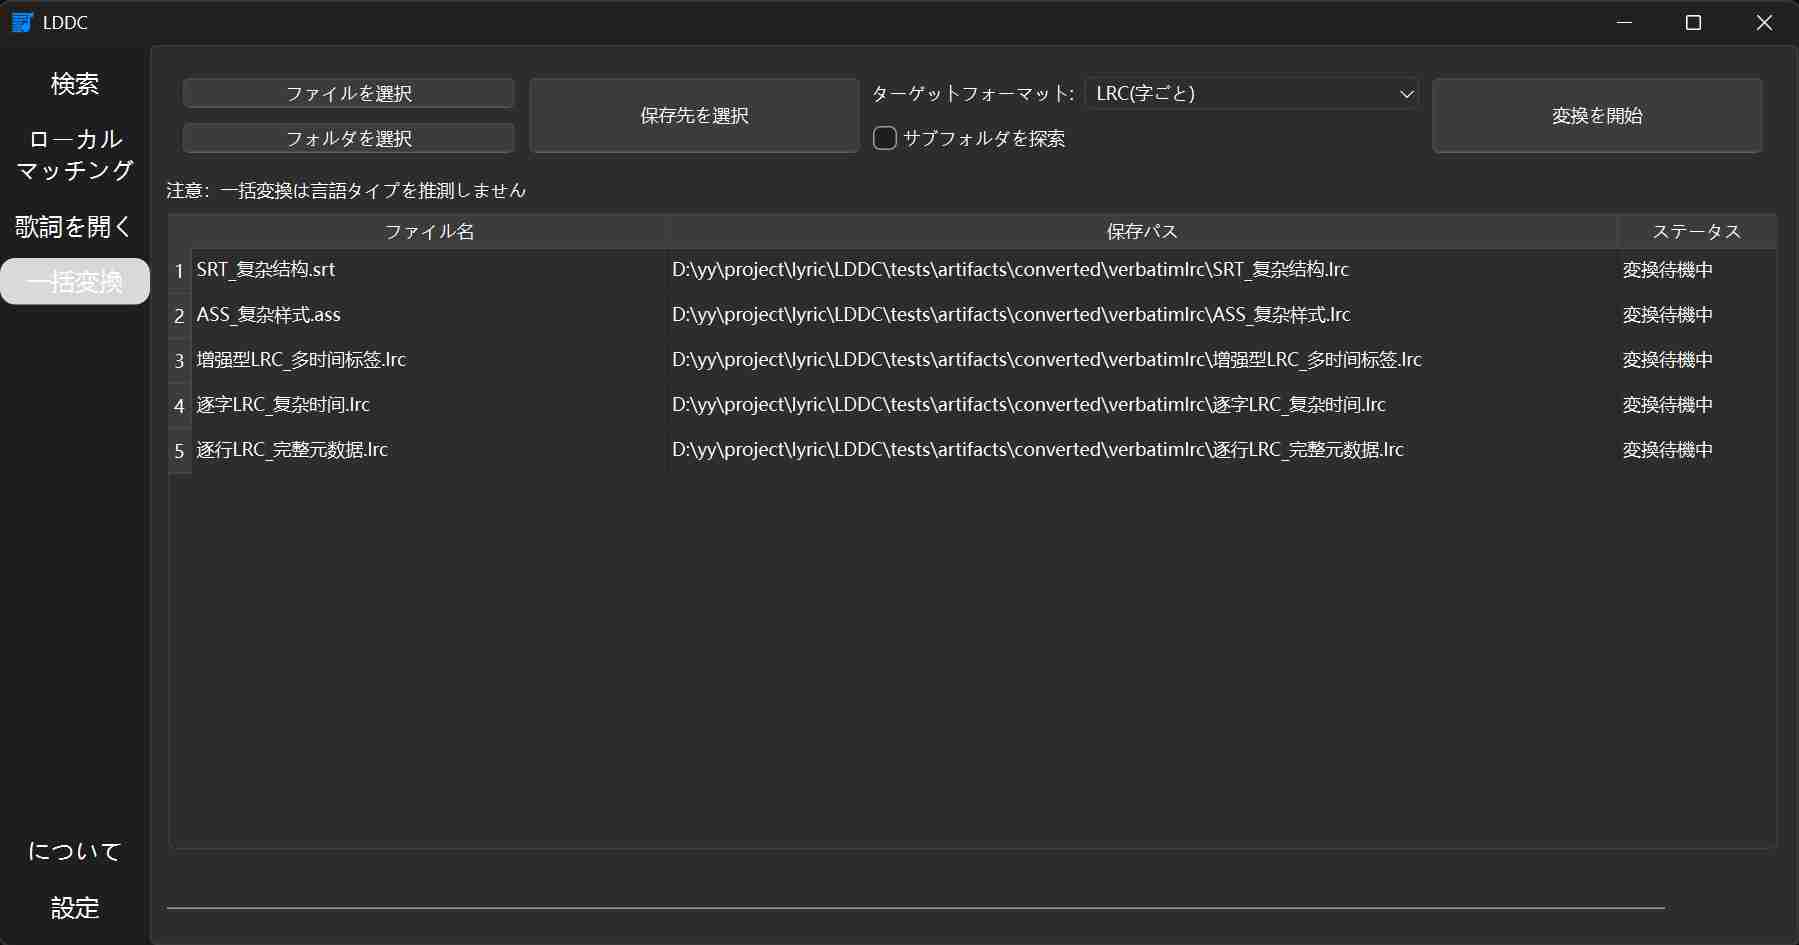 LDDC
検索
ローカル
マッチング
歌詞を開く
一括変換
について
設定
ファイルを選択
フォルダを選択
保存先を選択
ターゲットフォーマット: LRC(字ごと)
サブフォルダを探索
変換を開始
注意：一括変換は言語タイプを推測しません
ファイル名 保存パス ステータス
1 SRT_复杂结构.srt D:\yy\project\lyric\LDDC\tests\artifacts\converted\verbatimlrc\SRT_复杂结构.lrc 変換待機中
2 ASS_复杂样式.ass D:\yy\project\lyric\LDDC\tests\artifacts\converted\verbatimlrc\ASS_复杂样式.lrc 変換待機中
3 增强型LRC_多时间标签.lrc D:\yy\project\lyric\LDDC\tests\artifacts\converted\verbatimlrc\增强型LRC_多时间标签.lrc 変換待機中
4 逐字LRC_复杂时间.lrc D:\yy\project\lyric\LDDC\tests\artifacts\converted\verbatimlrc\逐字LRC_复杂时间.lrc 変換待機中
5 逐行LRC_完整元数据.lrc D:\yy\project\lyric\LDDC\tests\artifacts\converted\verbatimlrc\逐行LRC_完整元数据.lrc 変換待機中